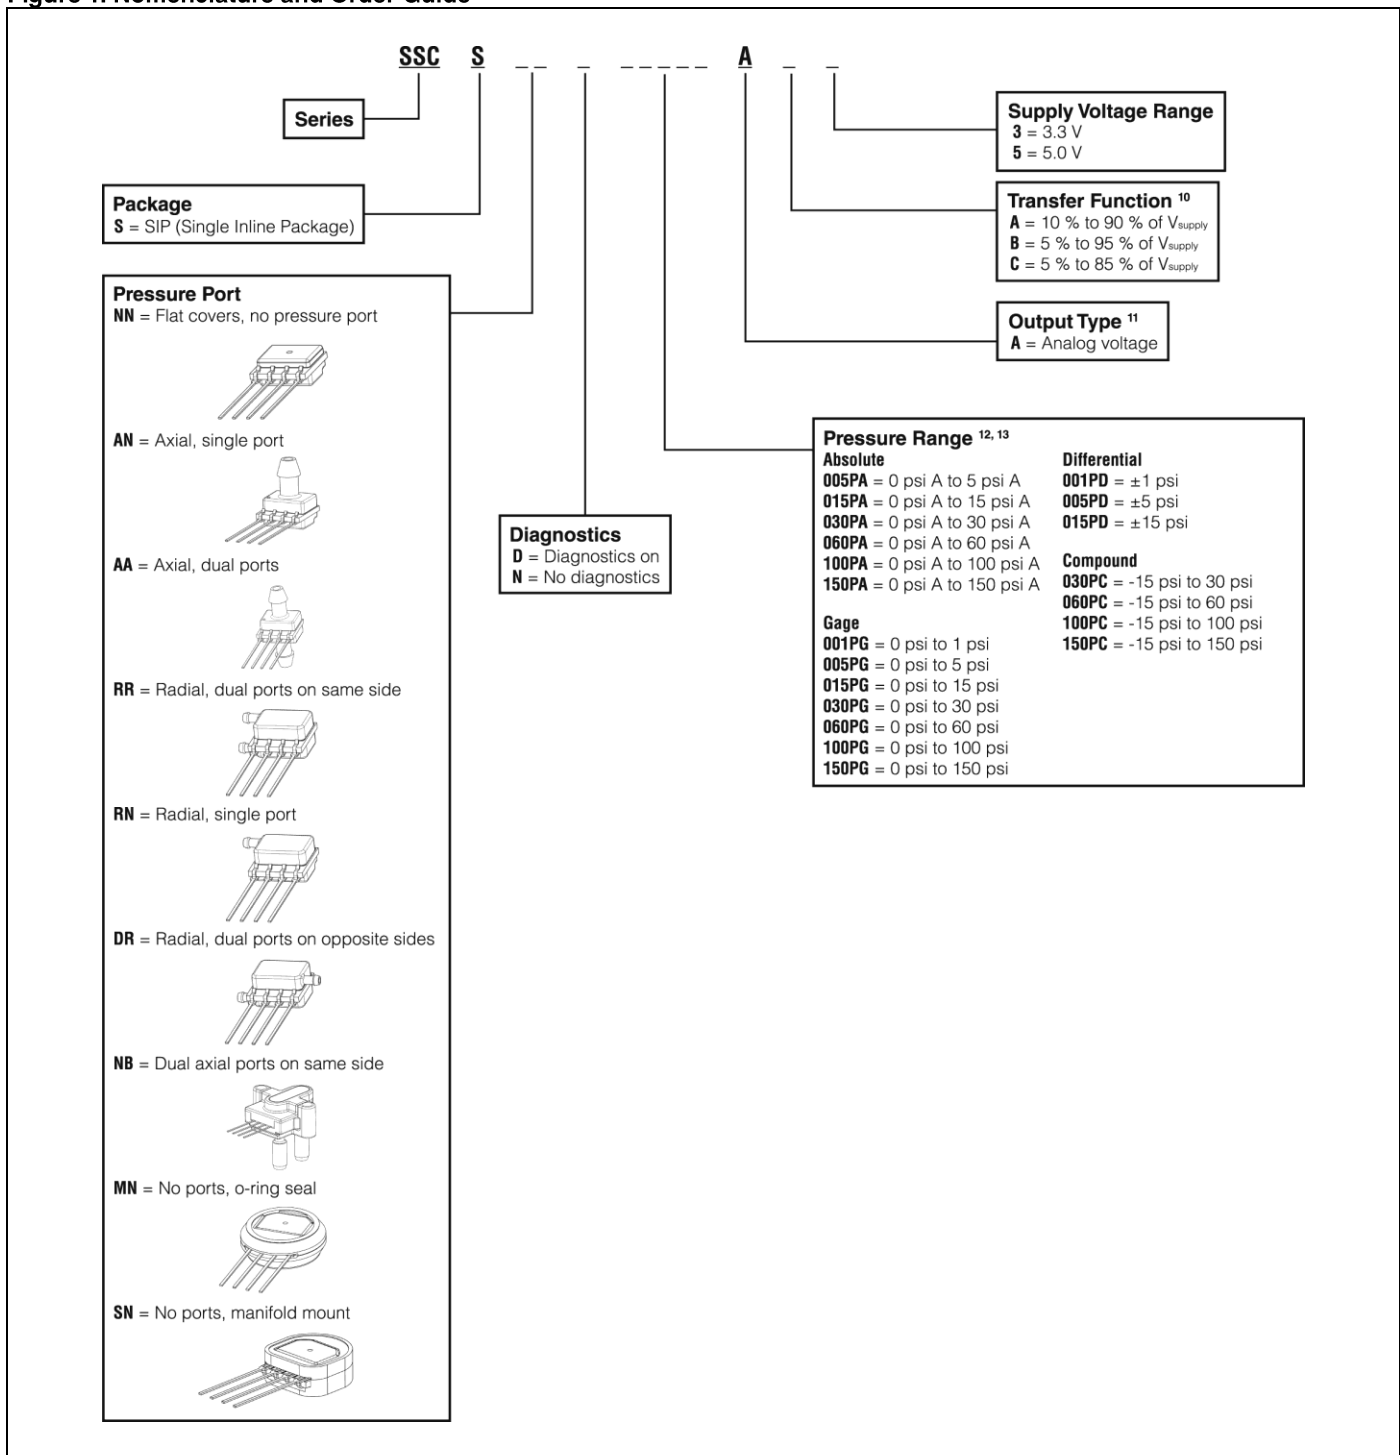 Figure 1. Nomenclature and Order Guide
SSC S _ _ _ _ _ _ _ _ A _ _
Series
Package
S = SIP (Single Inline Package)
Pressure Port
NN = Flat covers, no pressure port
AN = Axial, single port
AA = Axial, dual ports
RR = Radial, dual ports on same side
RN = Radial, single port
DR = Radial, dual ports on opposite sides
NB = Dual axial ports on same side
MN = No ports, o-ring seal
SN = No ports, manifold mount
Diagnostics
D = Diagnostics on
N = No diagnostics
Supply Voltage Range
3 = 3.3 V
5 = 5.0 V
Transfer Function 10
A = 10 % to 90 % of Vsupply
B = 5 % to 95 % of Vsupply
C = 5 % to 85 % of Vsupply
Output Type 11
A = Analog voltage
Pressure Range 12, 13
Absolute
005PA = 0 psi A to 5 psi A
015PA = 0 psi A to 15 psi A
030PA = 0 psi A to 30 psi A
060PA = 0 psi A to 60 psi A
100PA = 0 psi A to 100 psi A
150PA = 0 psi A to 150 psi A
Gage
001PG = 0 psi to 1 psi
005PG = 0 psi to 5 psi
015PG = 0 psi to 15 psi
030PG = 0 psi to 30 psi
060PG = 0 psi to 60 psi
100PG = 0 psi to 100 psi
150PG = 0 psi to 150 psi
Differential
001PD = ±1 psi
005PD = ±5 psi
015PD = ±15 psi
Compound
030PC = -15 psi to 30 psi
060PC = -15 psi to 60 psi
100PC = -15 psi to 100 psi
150PC = -15 psi to 150 psi